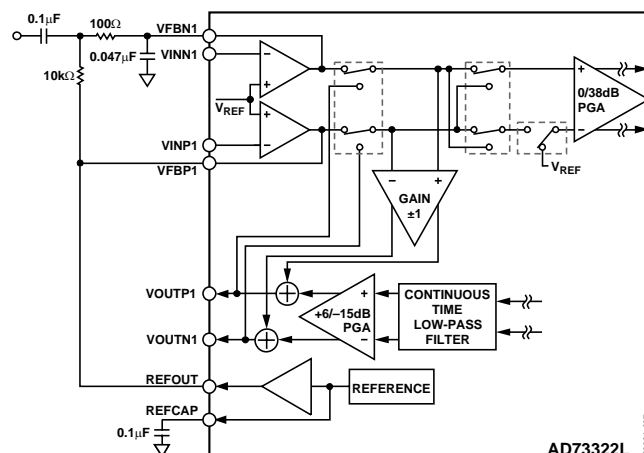 0.1μF
100Ω
VFBN1
VINN1
0.047μF
10kΩ
VREF
VINP1
VFBP1
0/38dB
PGA
VREF
GAIN
±1
VOUTP1
VOUTN1
+6/–15dB
PGA
CONTINUOUS
TIME
LOW-PASS
FILTER
REFOUT
REFERENCE
REFCAP
0.1μF
AD73322L